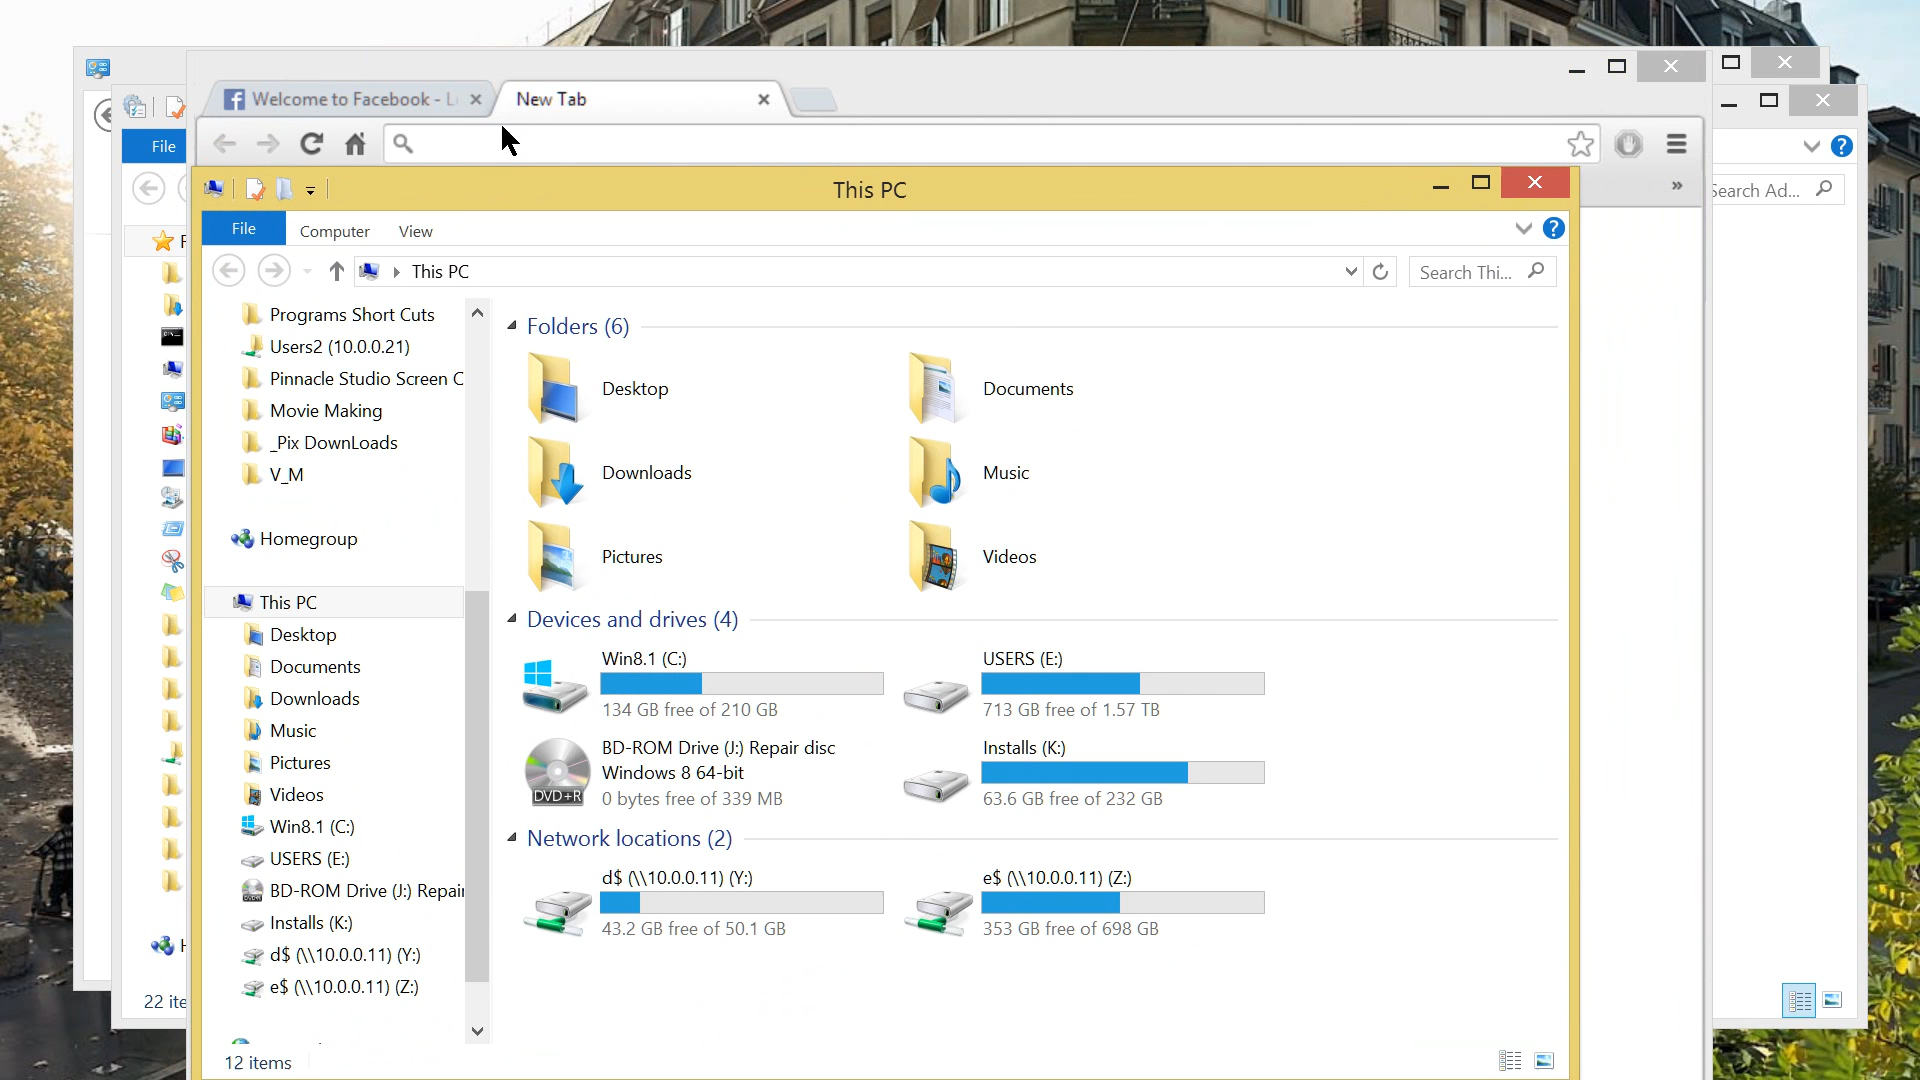 Welcome to Facebook - L
New Tab
File
This PC
File
Computer
View
This PC
Search Thi...
Search Ad...
Programs Short Cuts
Users2 (10.0.0.21)
Pinnacle Studio Screen C
Movie Making
_Pix DownLoads
V_M
Homegroup
This PC
Desktop
Documents
Downloads
Music
Pictures
Videos
Win8.1 (C:)
USERS (E:)
BD-ROM Drive (J:) Repair
Installs (K:)
d$ (\\10.0.0.11) (Y:)
e$ (\\10.0.0.11) (Z:)
12 items
22 ite
Folders (6)
Desktop
Documents
Downloads
Music
Pictures
Videos
Devices and drives (4)
Win8.1 (C:)
134 GB free of 210 GB
USERS (E:)
713 GB free of 1.57 TB
BD-ROM Drive (J:) Repair disc
Windows 8 64-bit
0 bytes free of 339 MB
DVD+R
Installs (K:)
63.6 GB free of 232 GB
Network locations (2)
d$ (\\10.0.0.11) (Y:)
43.2 GB free of 50.1 GB
e$ (\\10.0.0.11) (Z:)
353 GB free of 698 GB